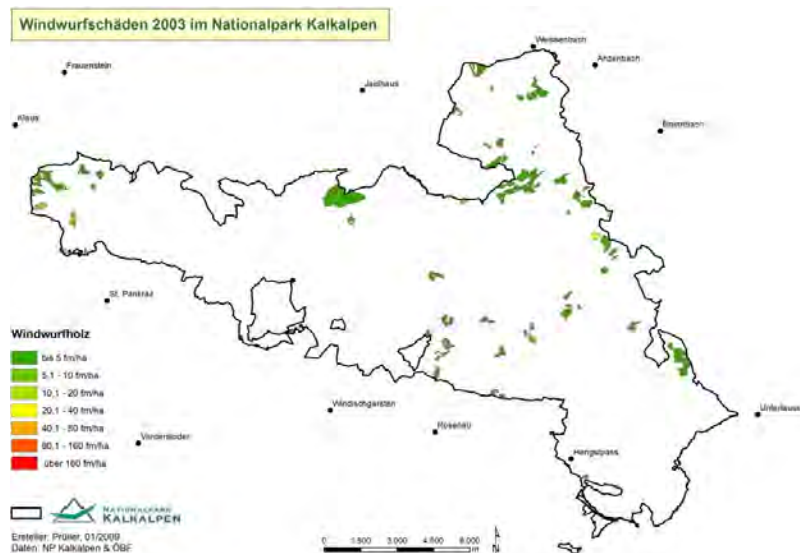 Windwurfschäden 2003 im Nationalpark Kalkalpen
Weissenbach
Frauenstein
Anzenbach
Jaidhaus
Klaus
Brunnbach
St. Pankraz
Windwurfholz
bis 5 fm/ha
5,1 - 10 fm/ha
10,1 - 20 fm/ha
20,1 - 40 fm/ha
40,1 - 80 fm/ha
80,1 - 160 fm/ha
über 160 fm/ha
Windischgarsten
Unterlaussa
Rosenau
Vorderstoder
Hengstpass
NATIONALPARK
KALKALPEN
Ersteller: Prüller, 01/2009
Daten: NP Kalkalpen & ÖBF
0 1.500 3.000 4.500 6.000
m
N